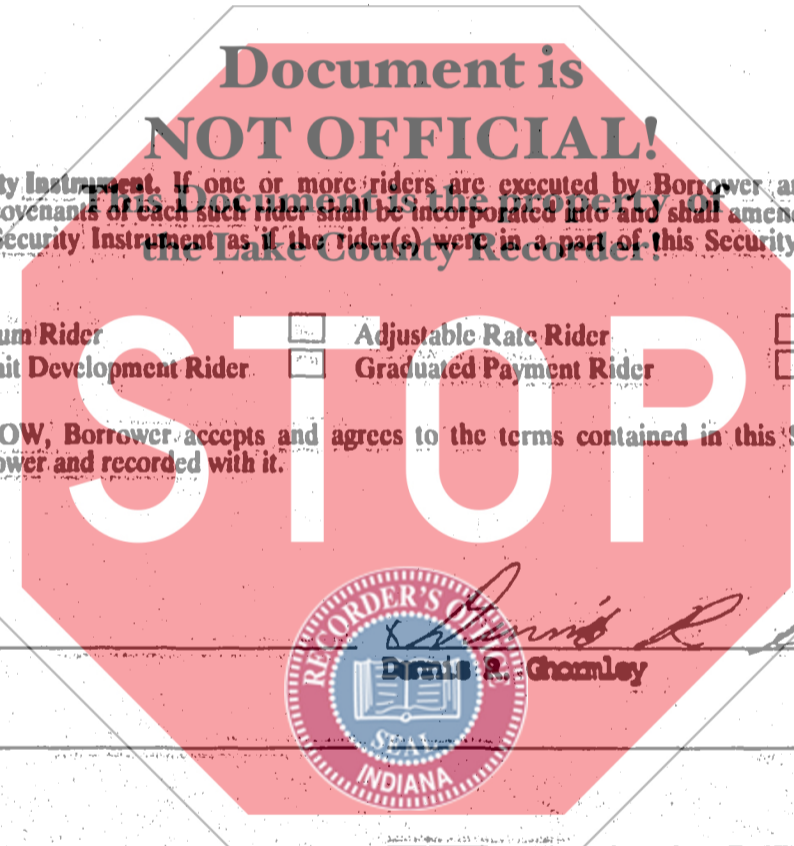 Document is
NOT OFFICIAL!
ty Instrument. If one or more riders are executed by Borrower
This Document is the property of
ovenants of each such rider shall be incorporated into and shall amen
the Lake County Recorder!
Security Instrument as if the rider(s) were in a part of this Security
um Rider Adjustable Rate Rider
it Development Rider Graduated Payment Rider
STOP
OW, Borrower accepts and agrees to the terms contained in this S
ower and recorded with it.
Dennis R.
Dennis R. Ghormley
RECORDER'S OFFICE
SEAL
INDIANA